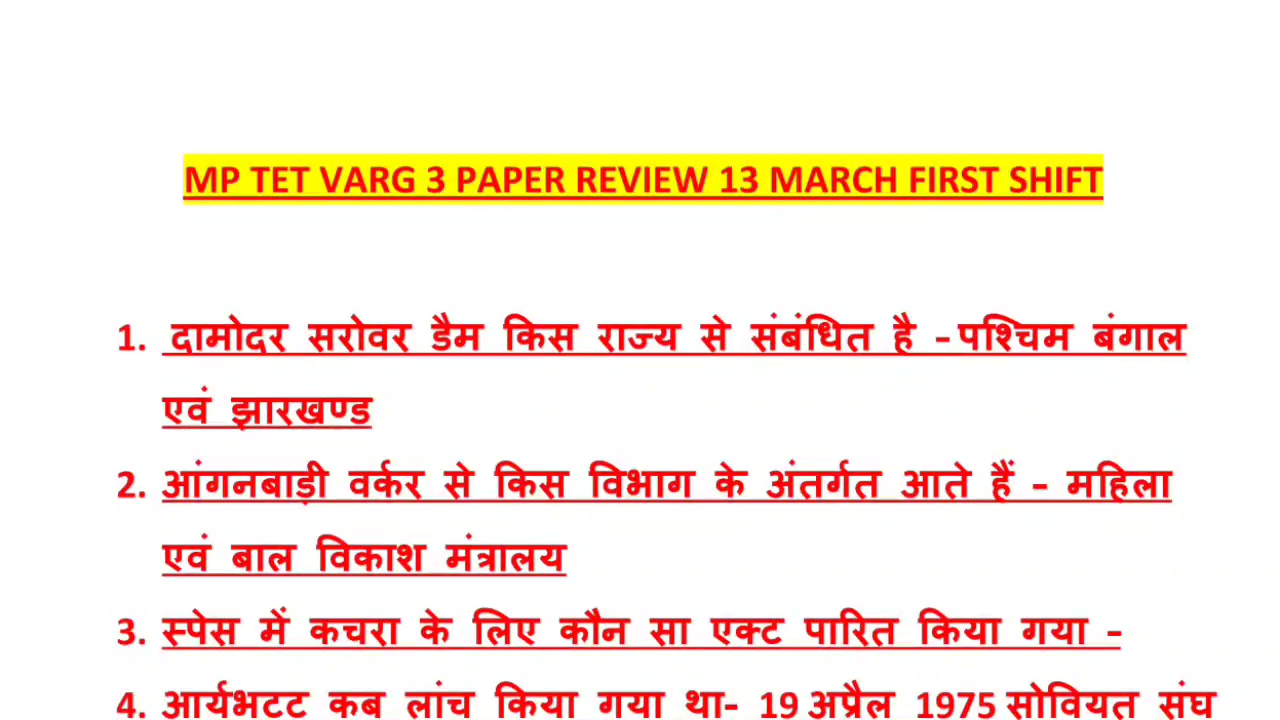 MP TET VARG 3 PAPER REVIEW 13 MARCH FIRST SHIFT
1. दामोदर सरोवर डैम किस राज्य से संबंधित है - पश्चिम बंगाल
एवं झारखण्ड
2. आंगनबाड़ी वर्कर से किस विभाग के अंतर्गत आते हैं - महिला
एवं बाल विकाश मंत्रालय
3. स्पेस में कचरा के लिए कौन सा एक्ट पारित किया गया -
4. आर्यभटट कब लांच किया गया था- 19 अप्रैल 1975 सोवियत संघ